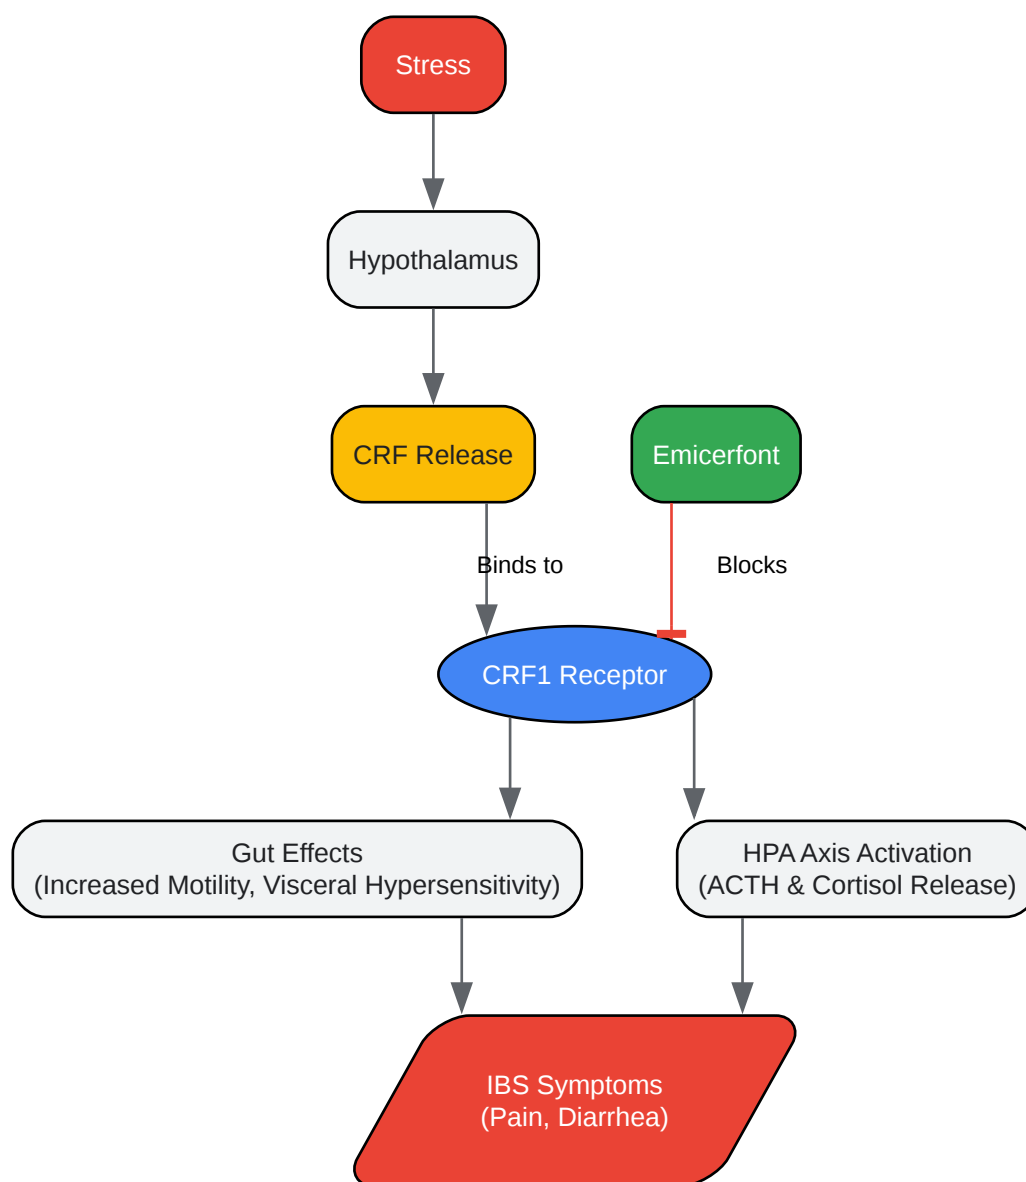 Stress
Hypothalamus
CRF Release
Emicerfont
Binds to
Blocks
CRF1 Receptor
Gut Effects
(Increased Motility, Visceral Hypersensitivity)
HPA Axis Activation
(ACTH & Cortisol Release)
IBS Symptoms
(Pain, Diarrhea)